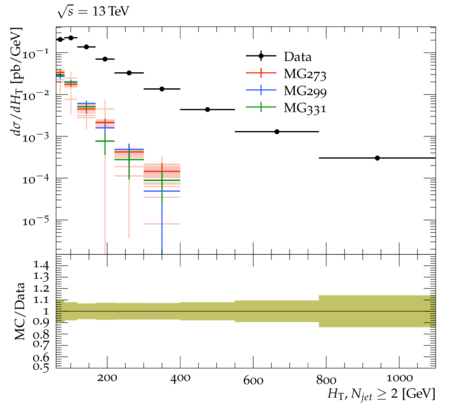 √s = 13 TeV
dσ/dH_T [pb/GeV]
10⁻¹
10⁻²
10⁻³
10⁻⁴
10⁻⁵
Data
MG273
MG299
MG331
MC/Data
1.4
1.3
1.2
1.1
1
0.9
0.8
0.7
0.6
0.5
200 400 600 800 1000
H_T, N_jet ≥ 2 [GeV]